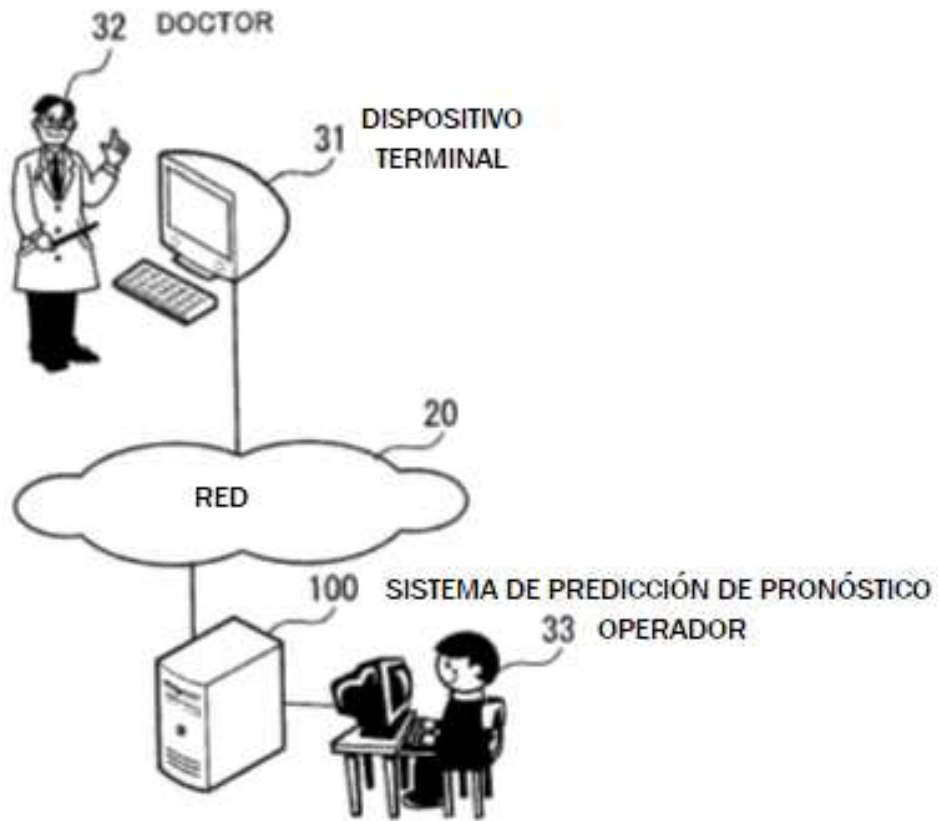 32 DOCTOR
31 DISPOSITIVO
TERMINAL
20
RED
100 SISTEMA DE PREDICCIÓN DE PRONÓSTICO
33 OPERADOR